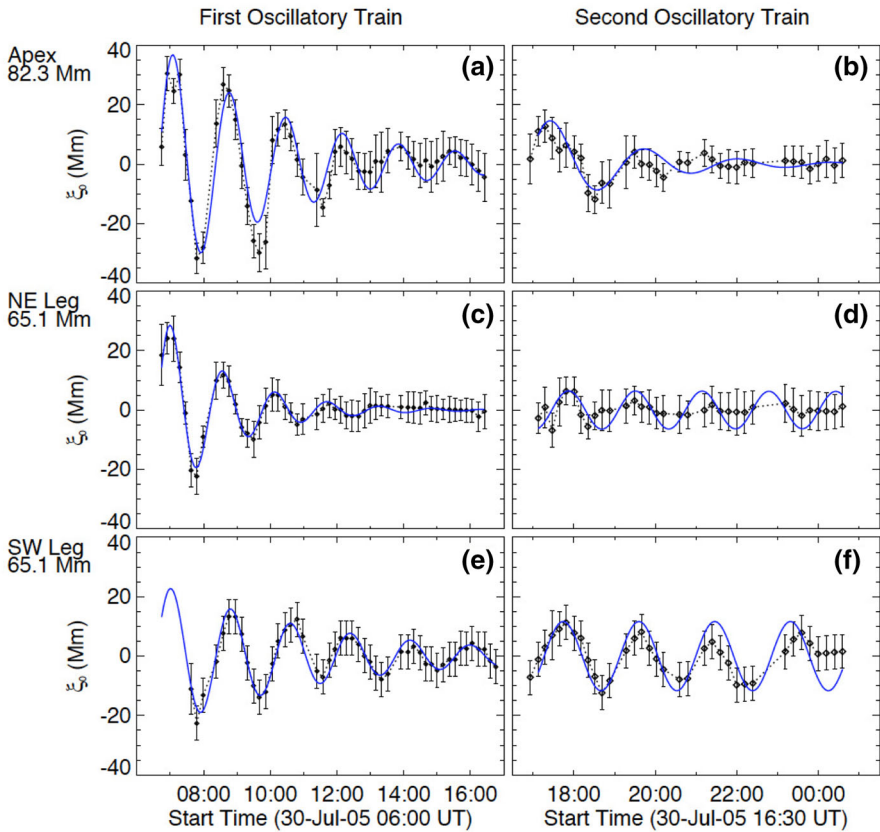 First Oscillatory Train
Second Oscillatory Train
Apex
82.3 Mm
(a)
(b)
ξ₀ (Mm)
40
20
0
-20
-40
NE Leg
65.1 Mm
(c)
(d)
ξ₀ (Mm)
40
20
0
-20
-40
SW Leg
65.1 Mm
(e)
(f)
ξ₀ (Mm)
40
20
0
-20
-40
08:00 10:00 12:00 14:00 16:00
18:00 20:00 22:00 00:00
Start Time (30-Jul-05 06:00 UT)
Start Time (30-Jul-05 16:30 UT)